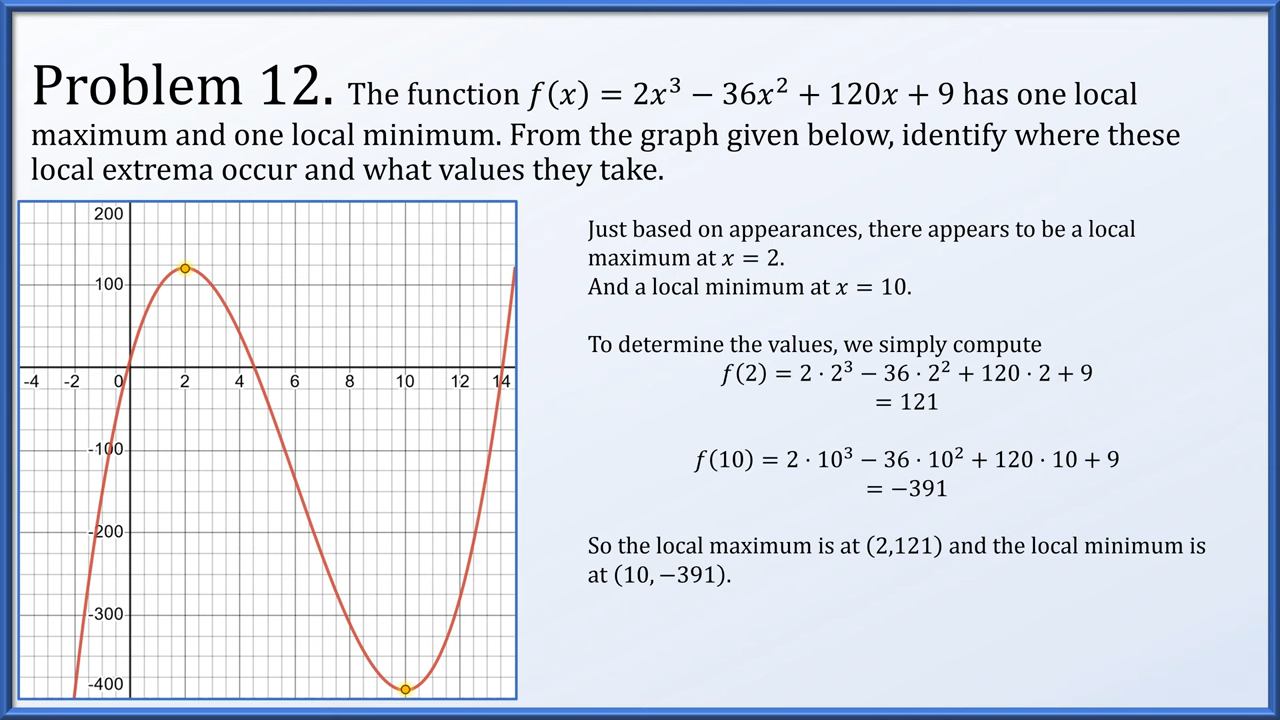 Problem 12. The function f(x) = 2x³ − 36x² + 120x + 9 has one local
maximum and one local minimum. From the graph given below, identify where these
local extrema occur and what values they take.
200
100
-4 -2 0 2 4 6 8 10 12 14
-100
-200
-300
-400
Just based on appearances, there appears to be a local
maximum at x = 2.
And a local minimum at x = 10.
To determine the values, we simply compute
f(2) = 2 · 2³ − 36 · 2² + 120 · 2 + 9
= 121
f(10) = 2 · 10³ − 36 · 10² + 120 · 10 + 9
= −391
So the local maximum is at (2,121) and the local minimum is
at (10, −391).